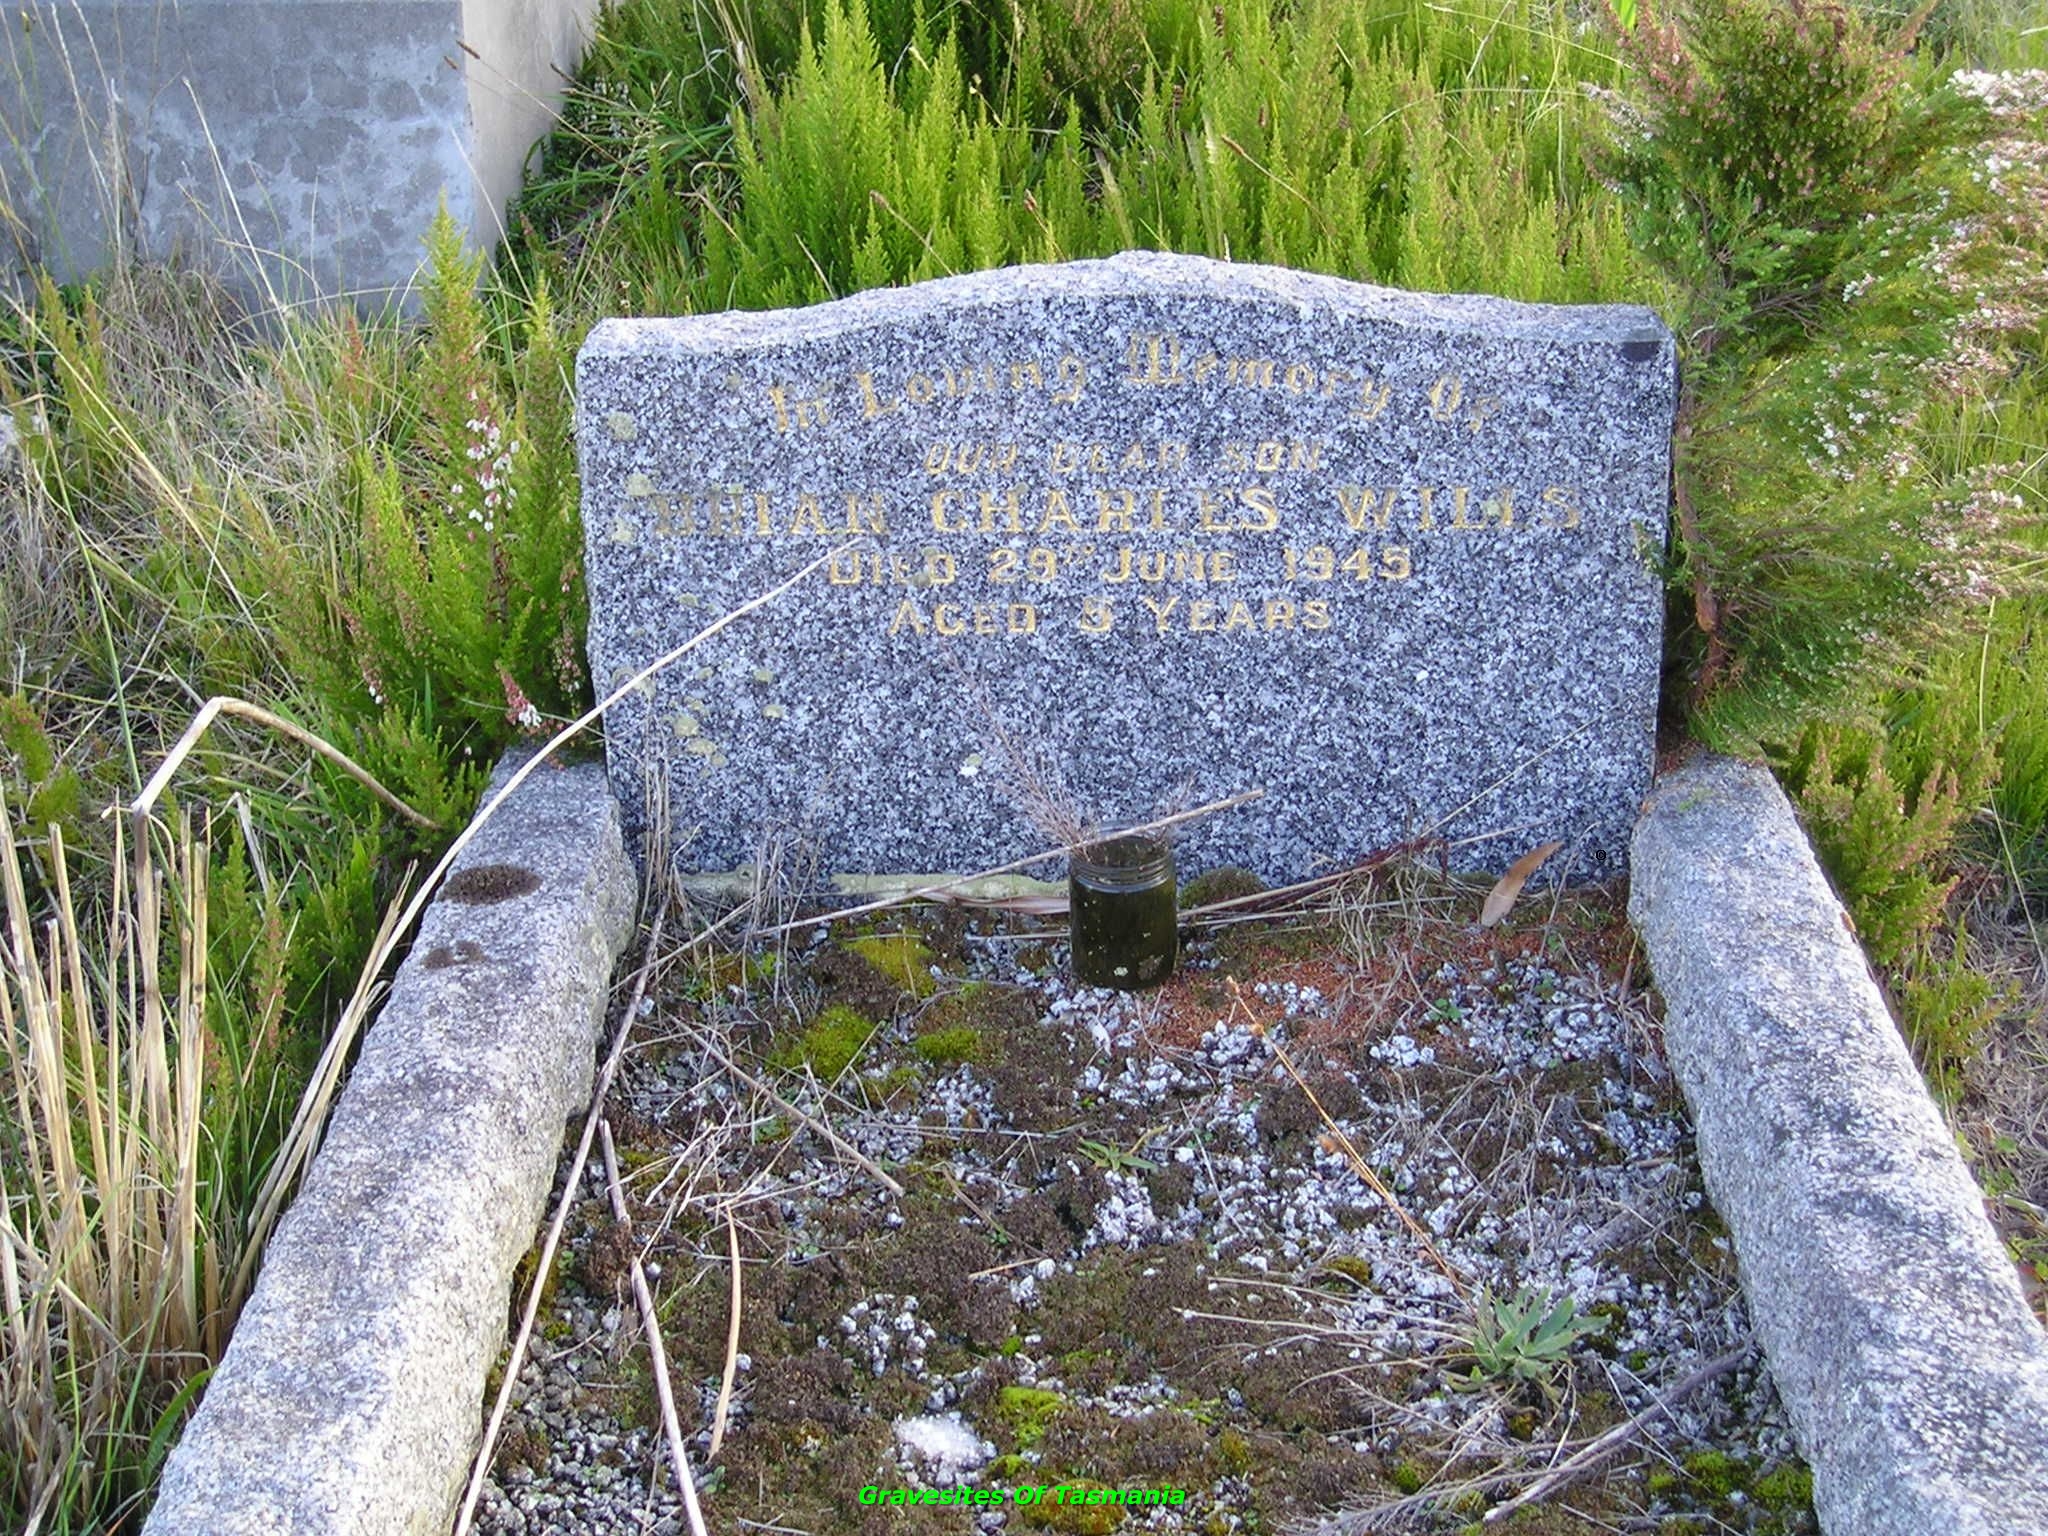 In Loving Memory Of
OUR DEAR SON
BRIAN CHARLES WILLS
DIED 29TH JUNE 1945
AGED 5 YEARS
©
Gravesites Of Tasmania